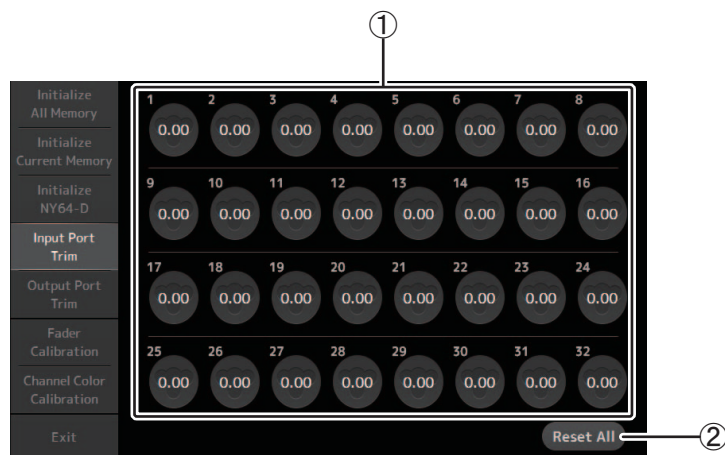 ①
Initialize
All Memory
Initialize
Current Memory
Initialize
NY64-D
Input Port
Trim
Output Port
Trim
Fader
Calibration
Channel Color
Calibration
Exit
1 2 3 4 5 6 7 8
0.00 0.00 0.00 0.00 0.00 0.00 0.00 0.00
9 10 11 12 13 14 15 16
0.00 0.00 0.00 0.00 0.00 0.00 0.00 0.00
17 18 19 20 21 22 23 24
0.00 0.00 0.00 0.00 0.00 0.00 0.00 0.00
25 26 27 28 29 30 31 32
0.00 0.00 0.00 0.00 0.00 0.00 0.00 0.00
Reset All ②